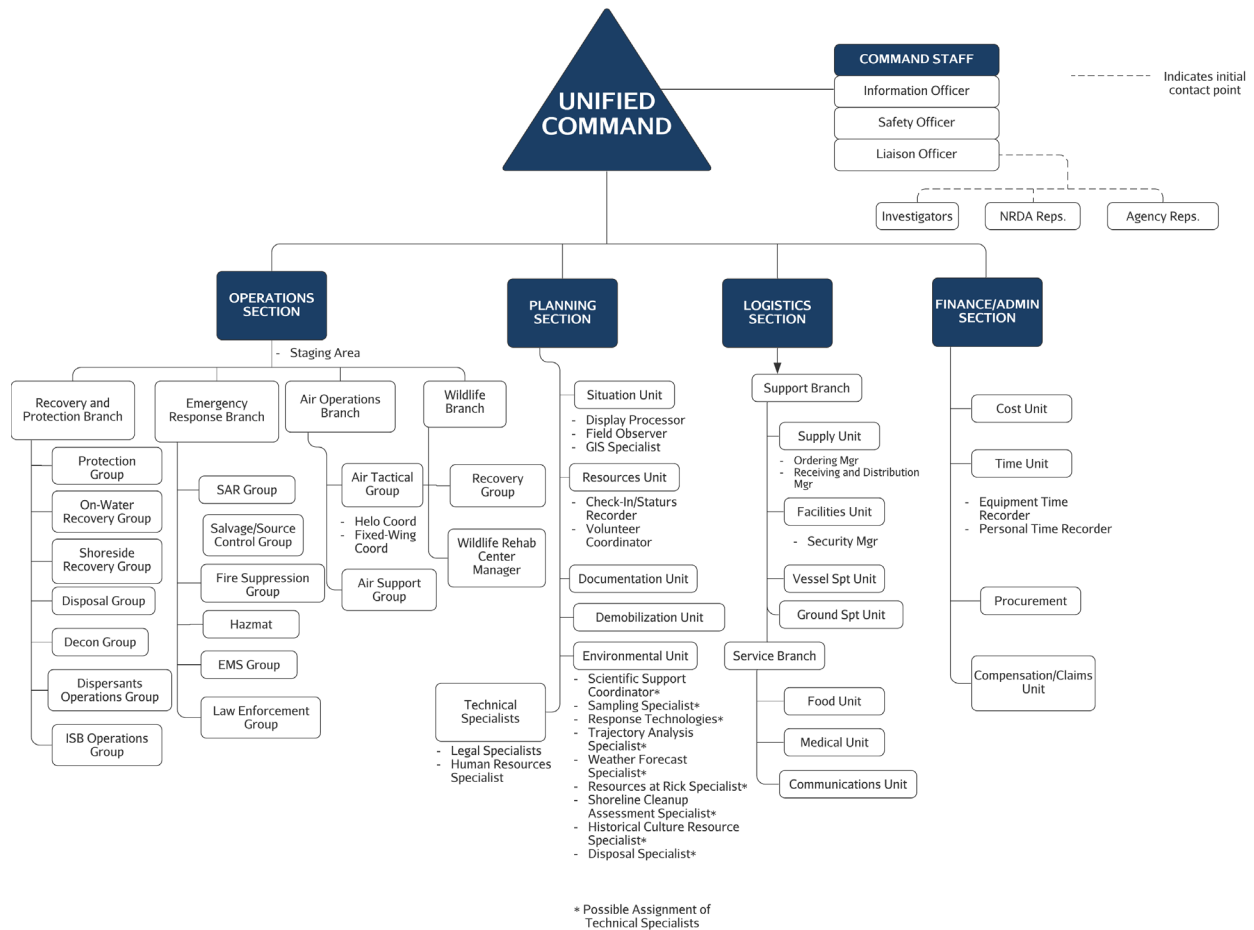 UNIFIED
COMMAND
COMMAND STAFF
Information Officer
Safety Officer
Liaison Officer
Indicates initial
contact point
Investigators
NRDA Reps.
Agency Reps.
OPERATIONS
SECTION
- Staging Area
Recovery and
Protection Branch
Protection
Group
On-Water
Recovery Group
Shoreside
Recovery Group
Disposal Group
Decon Group
Dispersants
Operations Group
ISB Operations
Group
Emergency
Response Branch
SAR Group
Salvage/Source
Control Group
Fire Suppression
Group
Hazmat
EMS Group
Law Enforcement
Group
Air Operations
Branch
Air Tactical
Group
- Helo Coord
- Fixed-Wing
Coord
Air Support
Group
Wildlife
Branch
Recovery
Group
Wildlife Rehab
Center
Manager
PLANNING
SECTION
Situation Unit
- Display Processor
- Field Observer
- GIS Specialist
Resources Unit
- Check-In/Staturs
Recorder
- Volunteer
Coordinator
Documentation Unit
Demobilization Unit
Environmental Unit
- Scientific Support
Coordinator*
- Sampling Specialist*
- Response Technologies*
- Trajectory Analysis
Specialist*
- Weather Forecast
Specialist*
- Resources at Rick Specialist*
- Shoreline Cleanup
Assessment Specialist*
- Historical Culture Resource
Specialist*
- Disposal Specialist*
Technical
Specialists
- Legal Specialists
- Human Resources
Specialist
LOGISTICS
SECTION
Support Branch
Supply Unit
- Ordering Mgr
- Receiving and Distribution
Mgr
Facilities Unit
- Security Mgr
Vessel Spt Unit
Ground Spt Unit
Service Branch
Food Unit
Medical Unit
Communications Unit
FINANCE/ADMIN
SECTION
Cost Unit
Time Unit
- Equipment Time
Recorder
- Personal Time Recorder
Procurement
Compensation/Claims
Unit
* Possible Assignment of
Technical Specialists